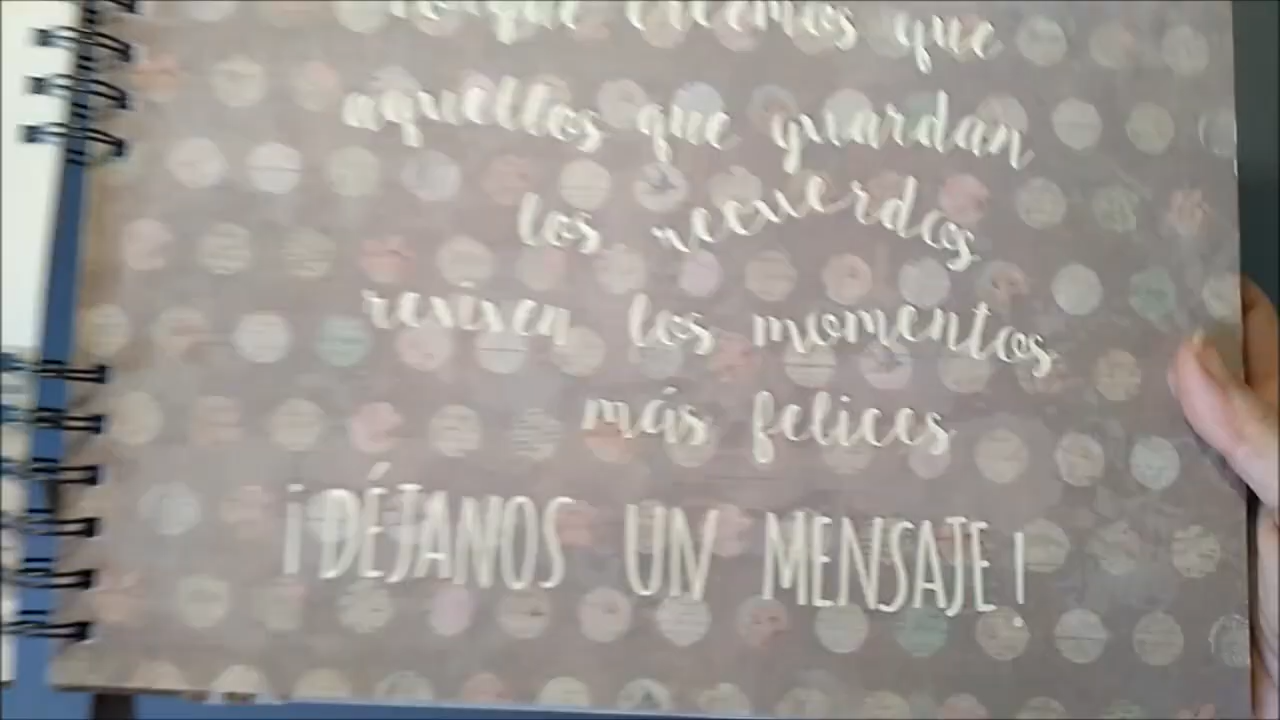 creemos que
aquellos que guardan
los recuerdos
reviven los momentos
más felices
¡DÉJANOS UN MENSAJE!